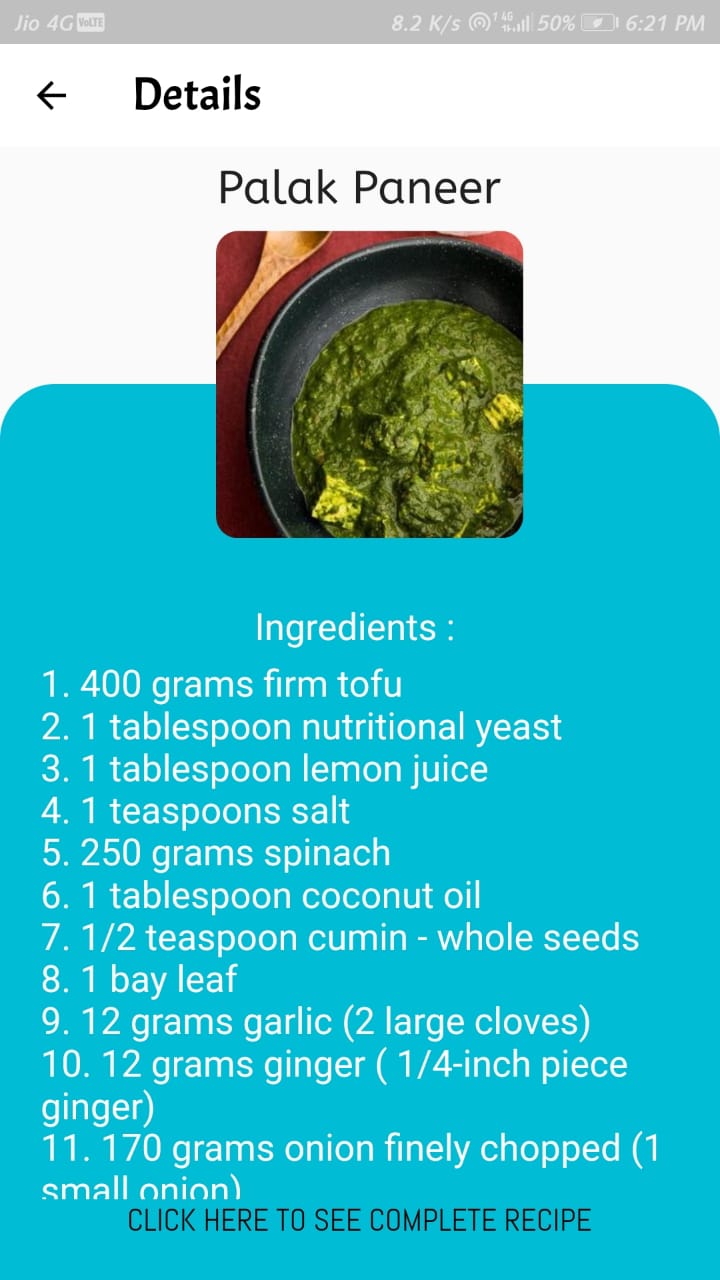 Jio 4G VoLTE 8.2 K/s 1 4G 50% 6:21 PM
Details
Palak Paneer
Ingredients :
1. 400 grams firm tofu
2. 1 tablespoon nutritional yeast
3. 1 tablespoon lemon juice
4. 1 teaspoons salt
5. 250 grams spinach
6. 1 tablespoon coconut oil
7. 1/2 teaspoon cumin - whole seeds
8. 1 bay leaf
9. 12 grams garlic (2 large cloves)
10. 12 grams ginger ( 1/4-inch piece
ginger)
11. 170 grams onion finely chopped (1
small onion)
CLICK HERE TO SEE COMPLETE RECIPE